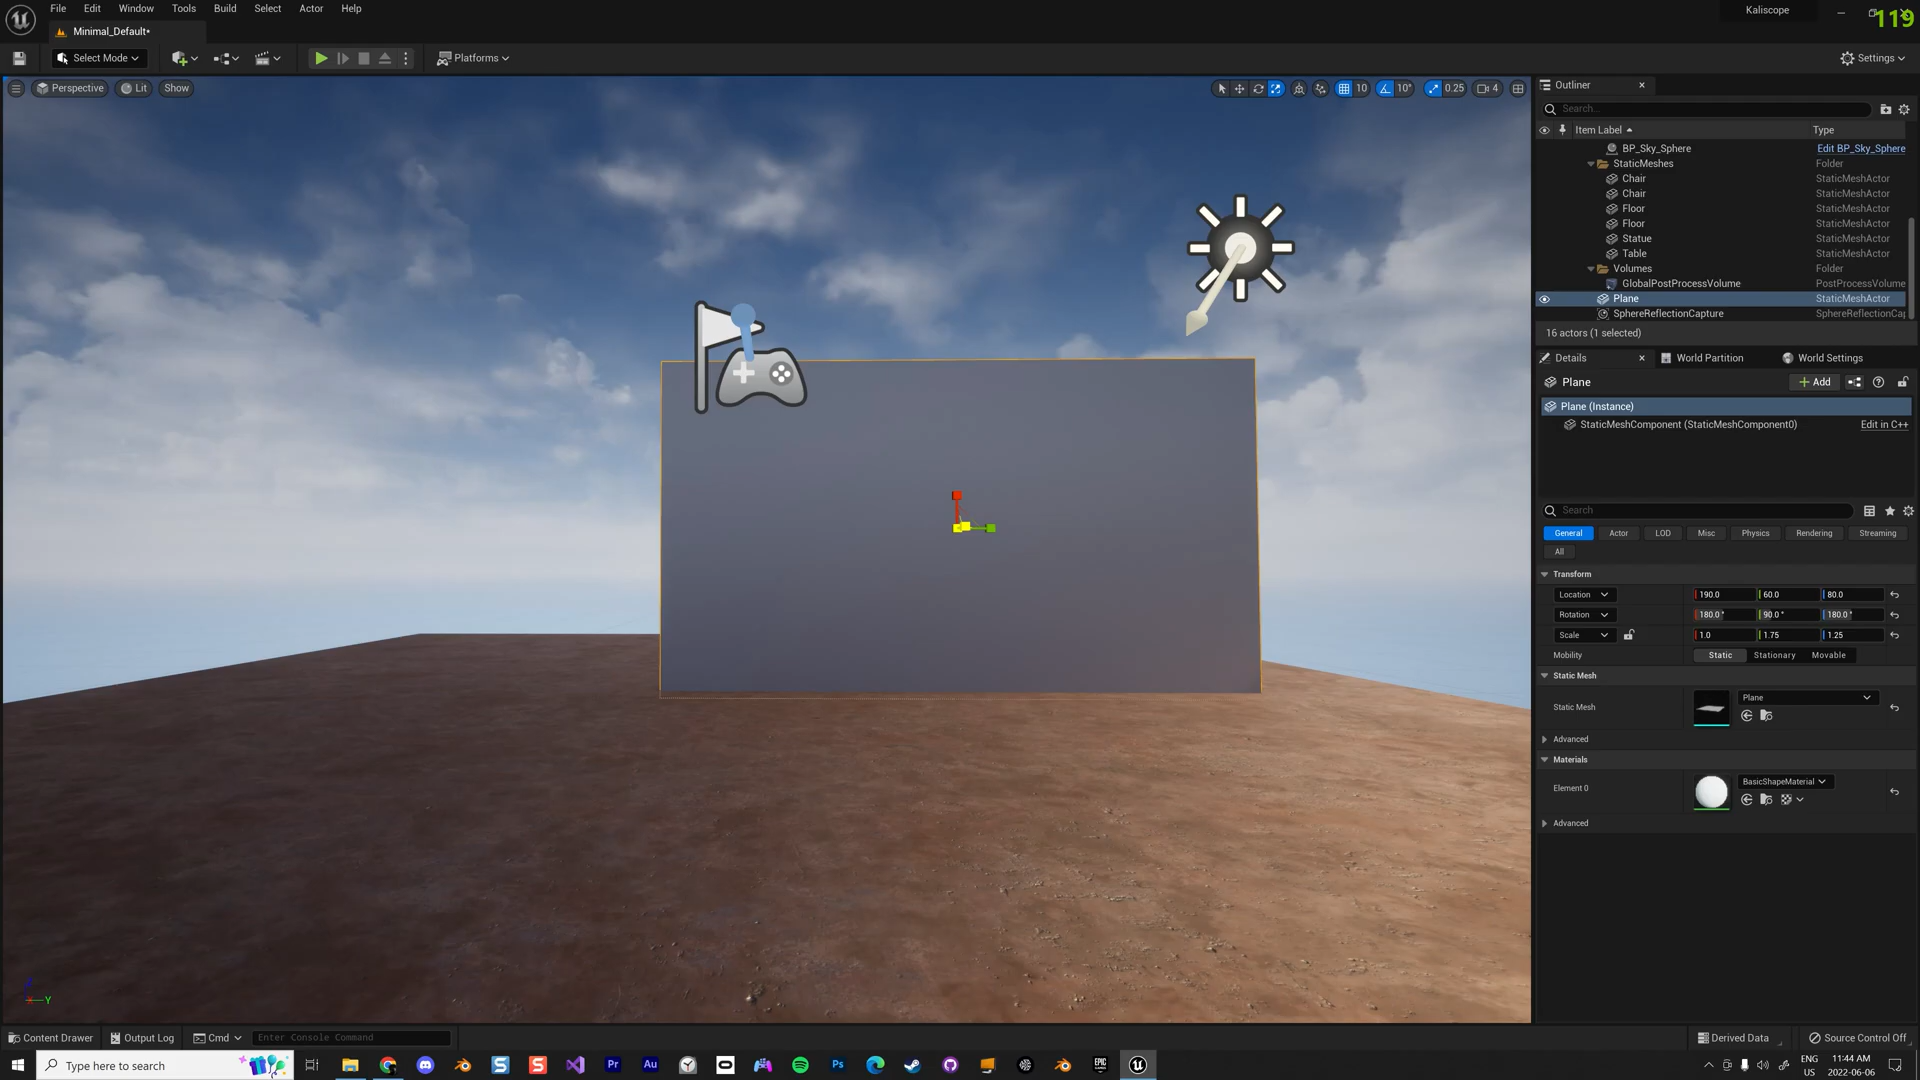 File Edit Window Tools Build Select Actor Help
Kaliscope
119
Minimal_Default*
Select Mode
Platforms
Settings
Perspective Lit Show
10 10° 0.25 4
Outliner
Search...
Item Label Type
BP_Sky_Sphere Edit BP_Sky_Sphere
StaticMeshes Folder
Chair StaticMeshActor
Chair StaticMeshActor
Floor StaticMeshActor
Floor StaticMeshActor
Statue StaticMeshActor
Table StaticMeshActor
Volumes Folder
GlobalPostProcessVolume PostProcessVolume
Plane StaticMeshActor
SphereReflectionCapture SphereReflectionCap
16 actors (1 selected)
Details World Partition World Settings
Plane
Add
Plane (Instance)
StaticMeshComponent (StaticMeshComponent0) Edit in C++
Search
General Actor LOD Misc Physics Rendering Streaming
All
Transform
Location 190.0 60.0 80.0
Rotation 180.0° 90.0° 180.0°
Scale 1.0 1.75 1.25
Mobility Static Stationary Movable
Static Mesh
Static Mesh Plane
Advanced
Materials
Element 0 BasicShapeMaterial
Advanced
Y
Content Drawer Output Log Cmd Enter Console Command
Derived Data Source Control Off
Type here to search
Pr Au Ps
EPIC GAMES
ENG
US
11:44 AM
2022-06-06